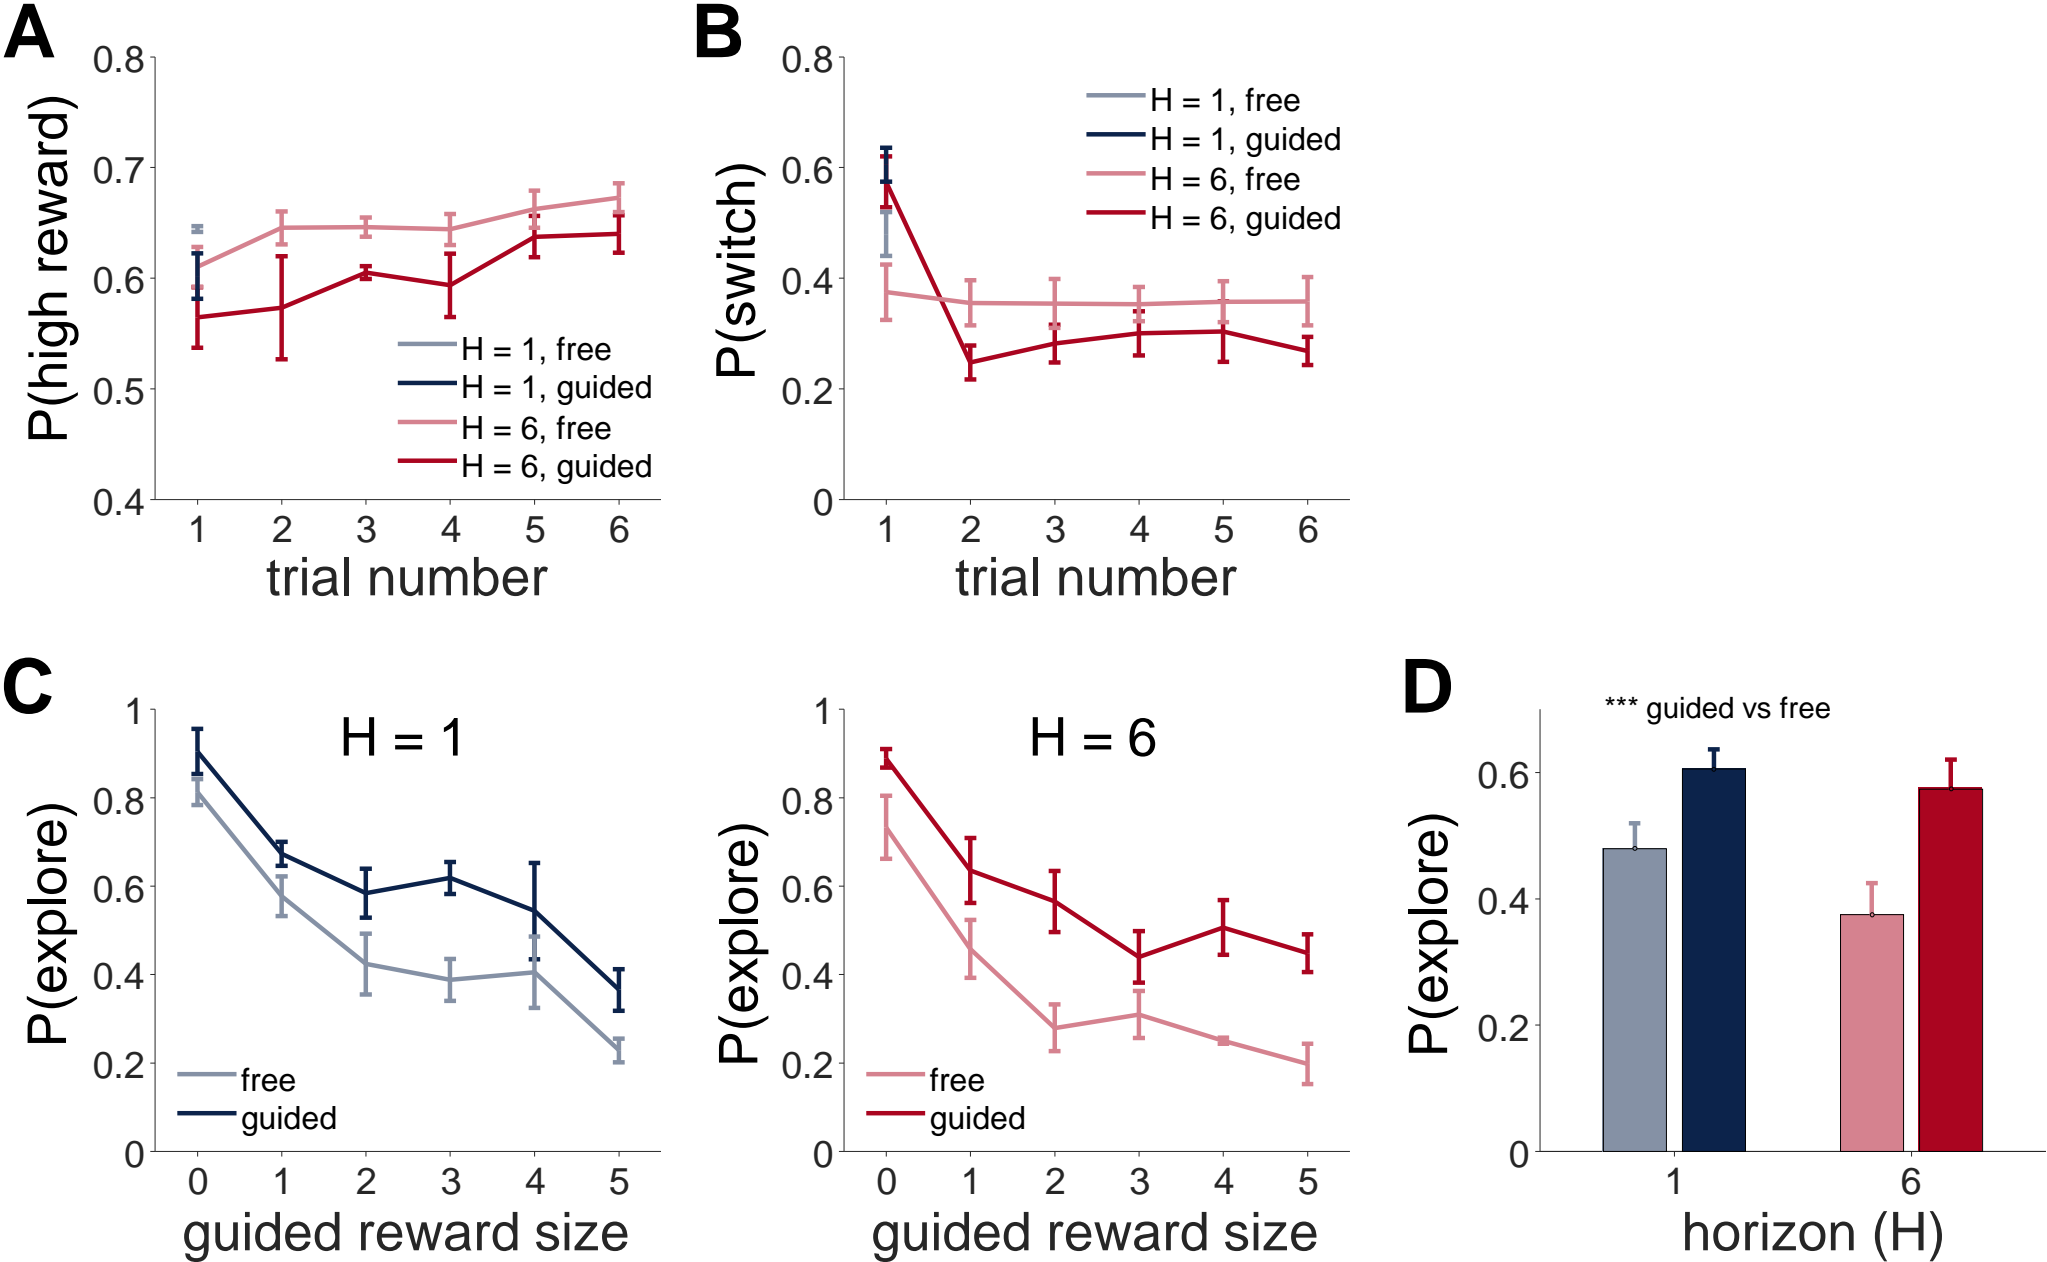 A
0.8
0.7
0.6
0.5
0.4
P(high reward)
H = 1, free
H = 1, guided
H = 6, free
H = 6, guided
1 2 3 4 5 6
trial number
B
0.8
0.6
0.4
0.2
0
P(switch)
H = 1, free
H = 1, guided
H = 6, free
H = 6, guided
1 2 3 4 5 6
trial number
C
1
0.8
0.6
0.4
0.2
0
P(explore)
H = 1
free
guided
0 1 2 3 4 5
guided reward size
1
0.8
0.6
0.4
0.2
0
P(explore)
H = 6
free
guided
0 1 2 3 4 5
guided reward size
D
*** guided vs free
0.6
0.4
0.2
0
P(explore)
1 6
horizon (H)